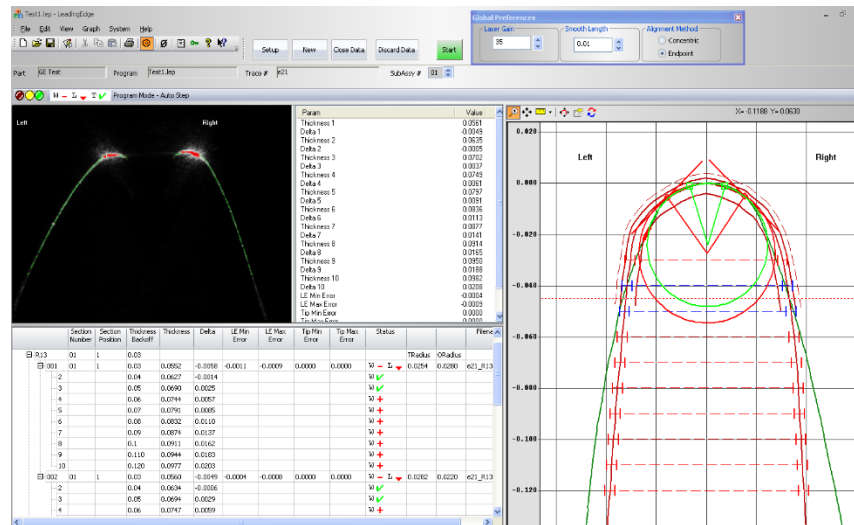 Test1.lep - LeadingEdge
File Edit View Graph System Help
Setup New Close Data Discard Data Start
Global Preferences
Laser Gain Smooth Length Alignment Method
35 0.01 Concentric
Endpoint
Part GE Test Program Test1.lep Trace # e21 SubAssy # 01
W L T Program Mode - Auto Step
Left Right
Param Value
Thickness 1 0.0561
Delta 1 -0.0049
Thickness 2 0.0635
Delta 2 -0.0005
Thickness 3 0.0702
Delta 3 0.0037
Thickness 4 0.0749
Delta 4 0.0061
Thickness 5 0.0797
Delta 5 0.0091
Thickness 6 0.0836
Delta 6 0.0113
Thickness 7 0.0877
Delta 7 0.0141
Thickness 8 0.0914
Delta 8 0.0165
Thickness 9 0.0950
Delta 9 0.0188
Thickness 10 0.0982
Delta 10 0.0208
LE Min Error -0.0004
LE Max Error -0.0009
Tip Min Error 0.0000
Tip Max Error 0.0000
X= -0.1188 Y= 0.0630
Left Right
0.020
0.000
-0.020
-0.040
-0.060
-0.080
-0.100
-0.120
Section Number Section Position Thickness Backoff Thickness Delta LE Min Error LE Max Error Tip Min Error Tip Max Error Status Filena
R13 01 1 0.03 TRadius ORadius
001 01 1 0.03 0.0552 -0.0058 -0.0011 -0.0009 0.0000 0.0000 W L 0.0254 0.0280 e21_R13
2 0.04 0.0627 -0.0014 W
3 0.05 0.0690 0.0025 W
4 0.06 0.0744 0.0057 W
5 0.07 0.0791 0.0085 W
6 0.08 0.0832 0.0110 W
7 0.09 0.0874 0.0137 W
8 0.1 0.0911 0.0162 W
9 0.110 0.0944 0.0183 W
10 0.120 0.0977 0.0203 W
002 01 1 0.03 0.0560 -0.0049 -0.0004 -0.0008 0.0000 0.0000 W L 0.0282 0.0220 e21_R13
2 0.04 0.0634 -0.0006 W
3 0.05 0.0694 0.0029 W
4 0.06 0.0747 0.0059 W